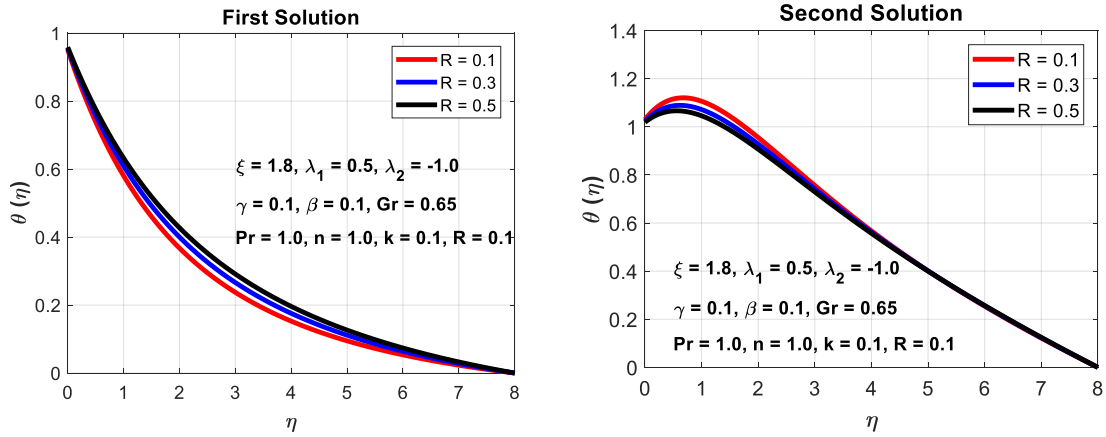 First Solution
1
0.8
0.6
0.4
0.2
0
θ (η)
R = 0.1
R = 0.3
R = 0.5
ξ = 1.8, λ1 = 0.5, λ2 = -1.0
γ = 0.1, β = 0.1, Gr = 0.65
Pr = 1.0, n = 1.0, k = 0.1, R = 0.1
0 1 2 3 4 5 6 7 8
η
Second Solution
1.4
1.2
1
0.8
0.6
0.4
0.2
0
θ (η)
R = 0.1
R = 0.3
R = 0.5
ξ = 1.8, λ1 = 0.5, λ2 = -1.0
γ = 0.1, β = 0.1, Gr = 0.65
Pr = 1.0, n = 1.0, k = 0.1, R = 0.1
0 1 2 3 4 5 6 7 8
η